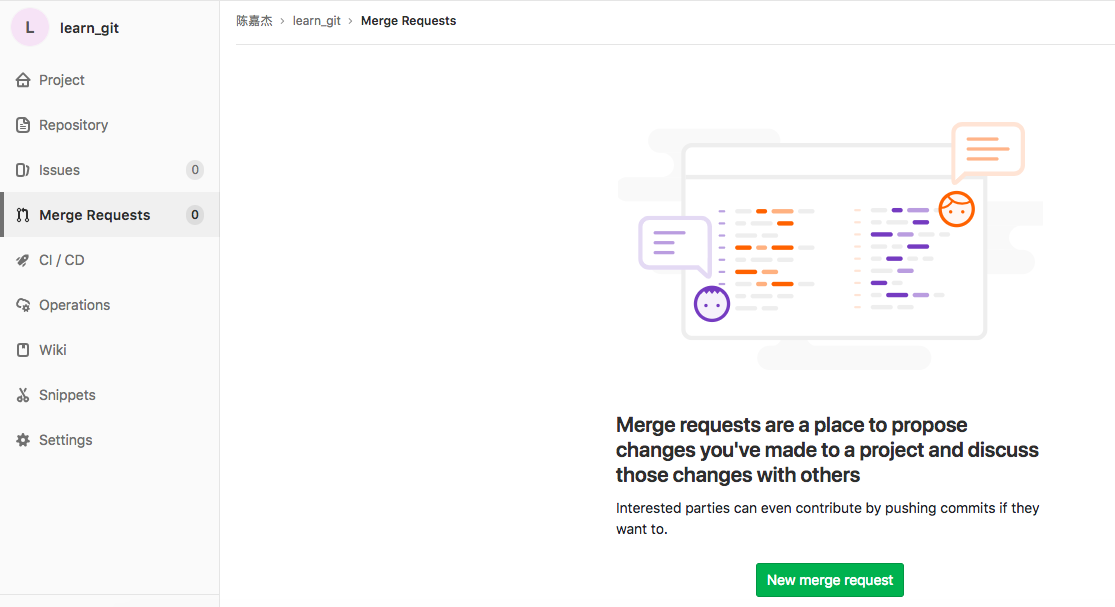 L learn_git
Project
Repository
Issues 0
Merge Requests 0
CI / CD
Operations
Wiki
Snippets
Settings
陈嘉杰 › learn_git › Merge Requests
Merge requests are a place to propose
changes you've made to a project and discuss
those changes with others
Interested parties can even contribute by pushing commits if they
want to.
New merge request